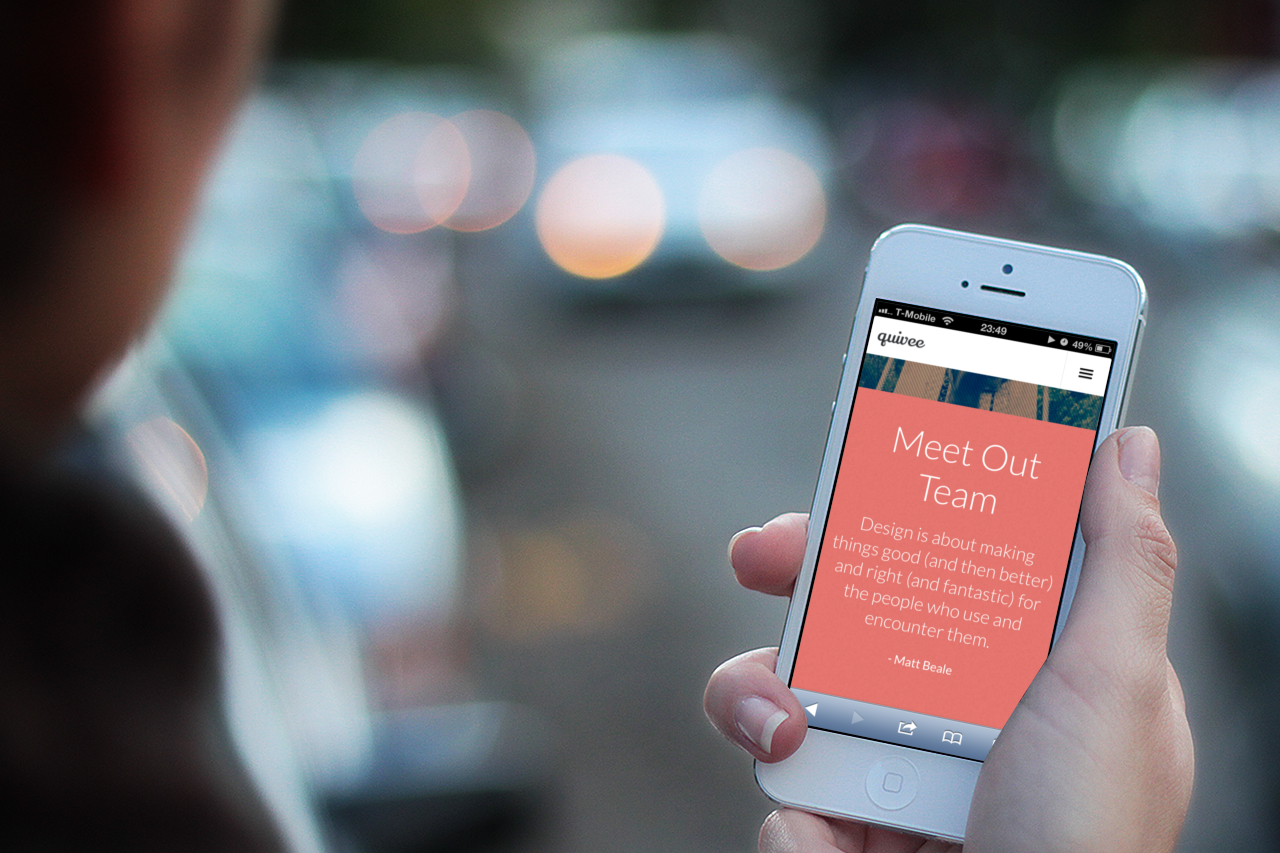 T-Mobile 23:49 49%
quivee
Meet Out
Team
Design is about making
things good (and then better)
and right (and fantastic) for
the people who use and
encounter them.
- Matt Beale